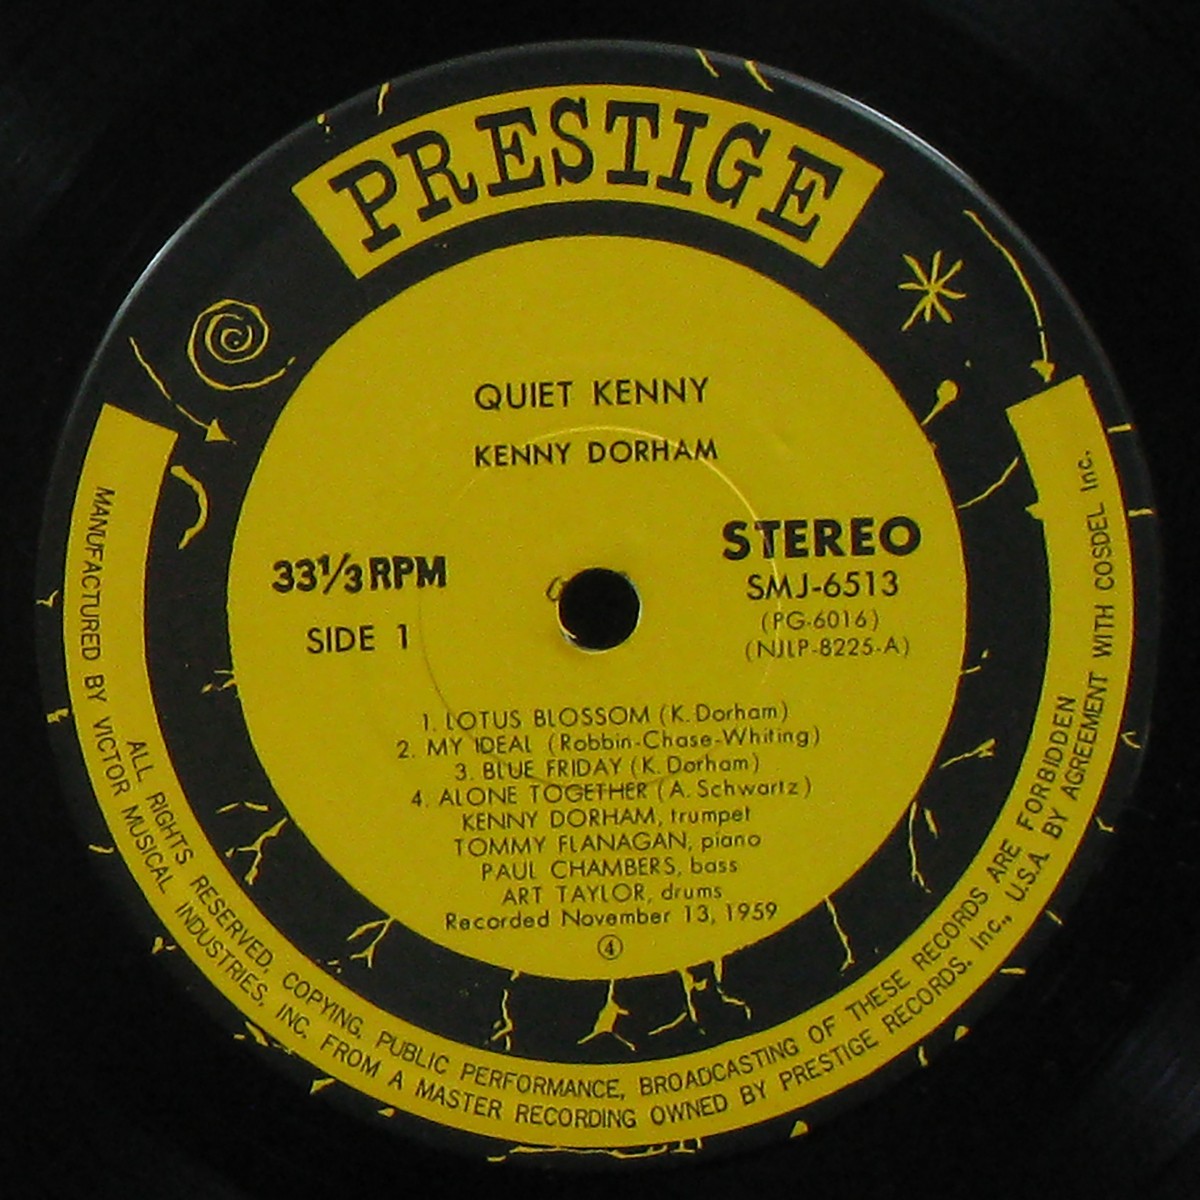 PRESTIGE
QUIET KENNY
KENNY DORHAM
33 1/3 RPM
SIDE 1
STEREO
SMJ-6513
(PG-6016)
(NJLP-8225-A)
1. LOTUS BLOSSOM (K. Dorham)
2. MY IDEAL (Robbin-Chase-Whiting)
3. BLUE FRIDAY (K. Dorham)
4. ALONE TOGETHER (A. Schwartz)
KENNY DORHAM, trumpet
TOMMY FLANAGAN, piano
PAUL CHAMBERS, bass
ART TAYLOR, drums
Recorded November 13, 1959
④
ALL RIGHTS RESERVED, COPYING, PUBLIC PERFORMANCE, BROADCASTING OF THESE RECORDS ARE FORBIDDEN
MANUFACTURED BY VICTOR MUSICAL INDUSTRIES, INC. FROM A MASTER RECORDING OWNED BY PRESTIGE RECORDS. Inc., U.S.A. BY AGREEMENT WITH COSDEL Inc.